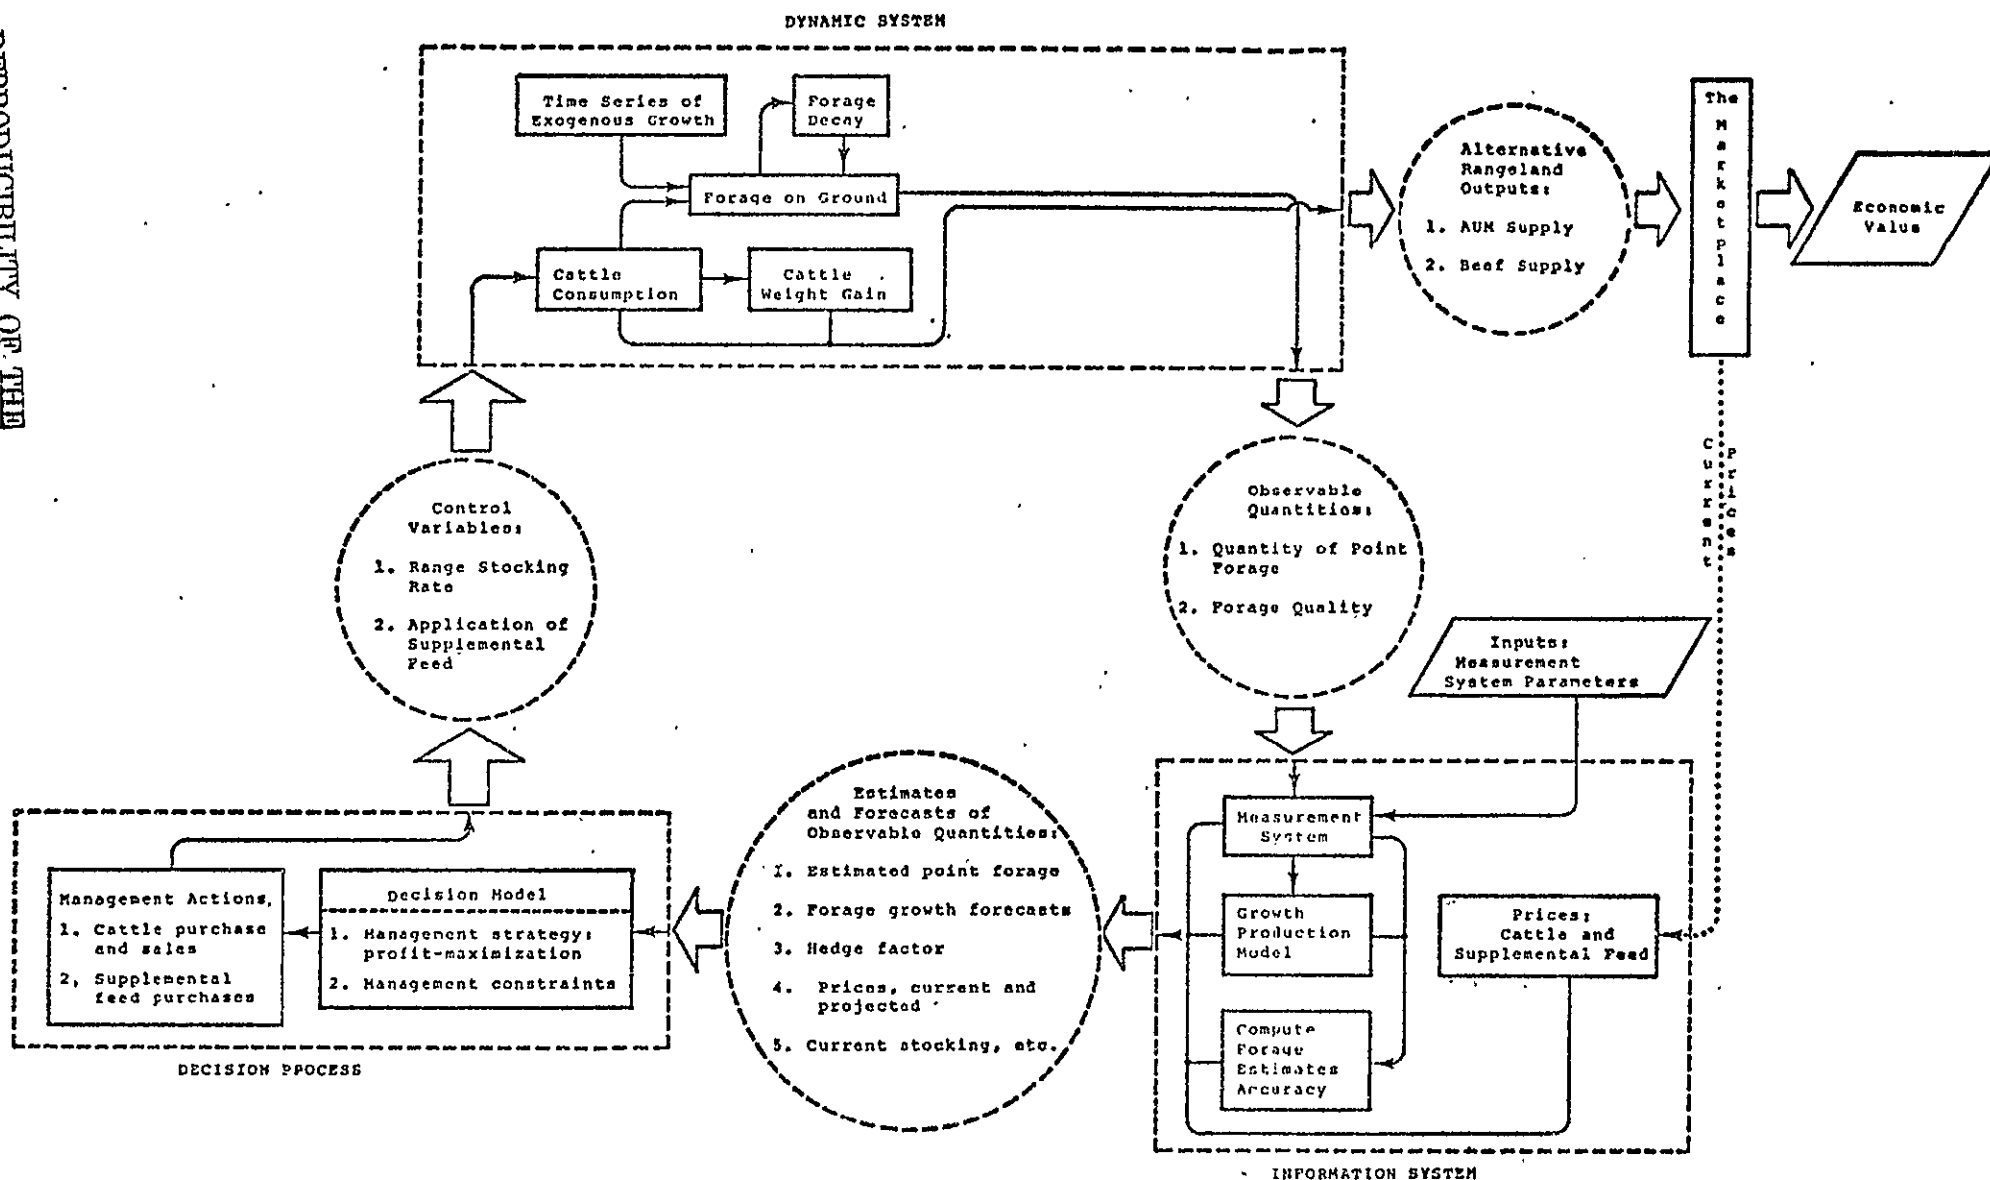 DYNAMIC SYSTEM
Time Series of
Exogenous Growth
Forage
Decay
Forage on Ground
Cattle
Consumption
Cattle
Weight Gain
Alternative
Rangeland
Outputs:
1. AUM Supply
2. Beef Supply
The
Marketplace
Economic
Value
Current
Prices
Control
Variables:
1. Range Stocking
Rate
2. Application of
Supplemental
Feed
Observable
Quantities:
1. Quantity of Point
Forage
2. Forage Quality
Inputs:
Measurement
System Parameters
Estimates
and Forecasts of
Observable Quantities:
1. Estimated point forage
2. Forage growth forecasts
3. Hedge factor
4. Prices, current and
projected
5. Current stocking, etc.
Measurement
System
Growth
Production
Model
Compute
Forage
Estimates
Accuracy
Prices:
Cattle and
Supplemental Feed
INFORMATION SYSTEM
Management Actions,
1. Cattle purchase
and sales
2, Supplemental
feed purchases
Decision Model
1. Management strategy:
profit-maximization
2. Management constraints
DECISION PROCESS
REPRODUCIBILITY OF THE